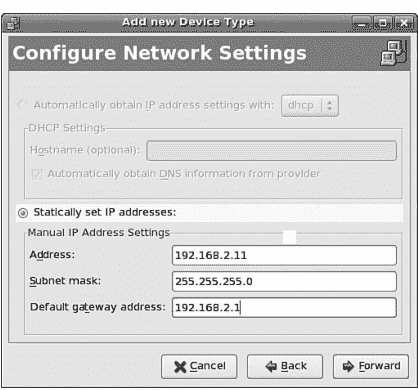 Add new Device Type
Configure Network Settings
Automatically obtain IP address settings with: dhcp
DHCP Settings
Hostname (optional):
Automatically obtain DNS information from provider
Statically set IP addresses:
Manual IP Address Settings
Address: 192.168.2.11
Subnet mask: 255.255.255.0
Default gateway address: 192.168.2.1
Cancel Back Forward